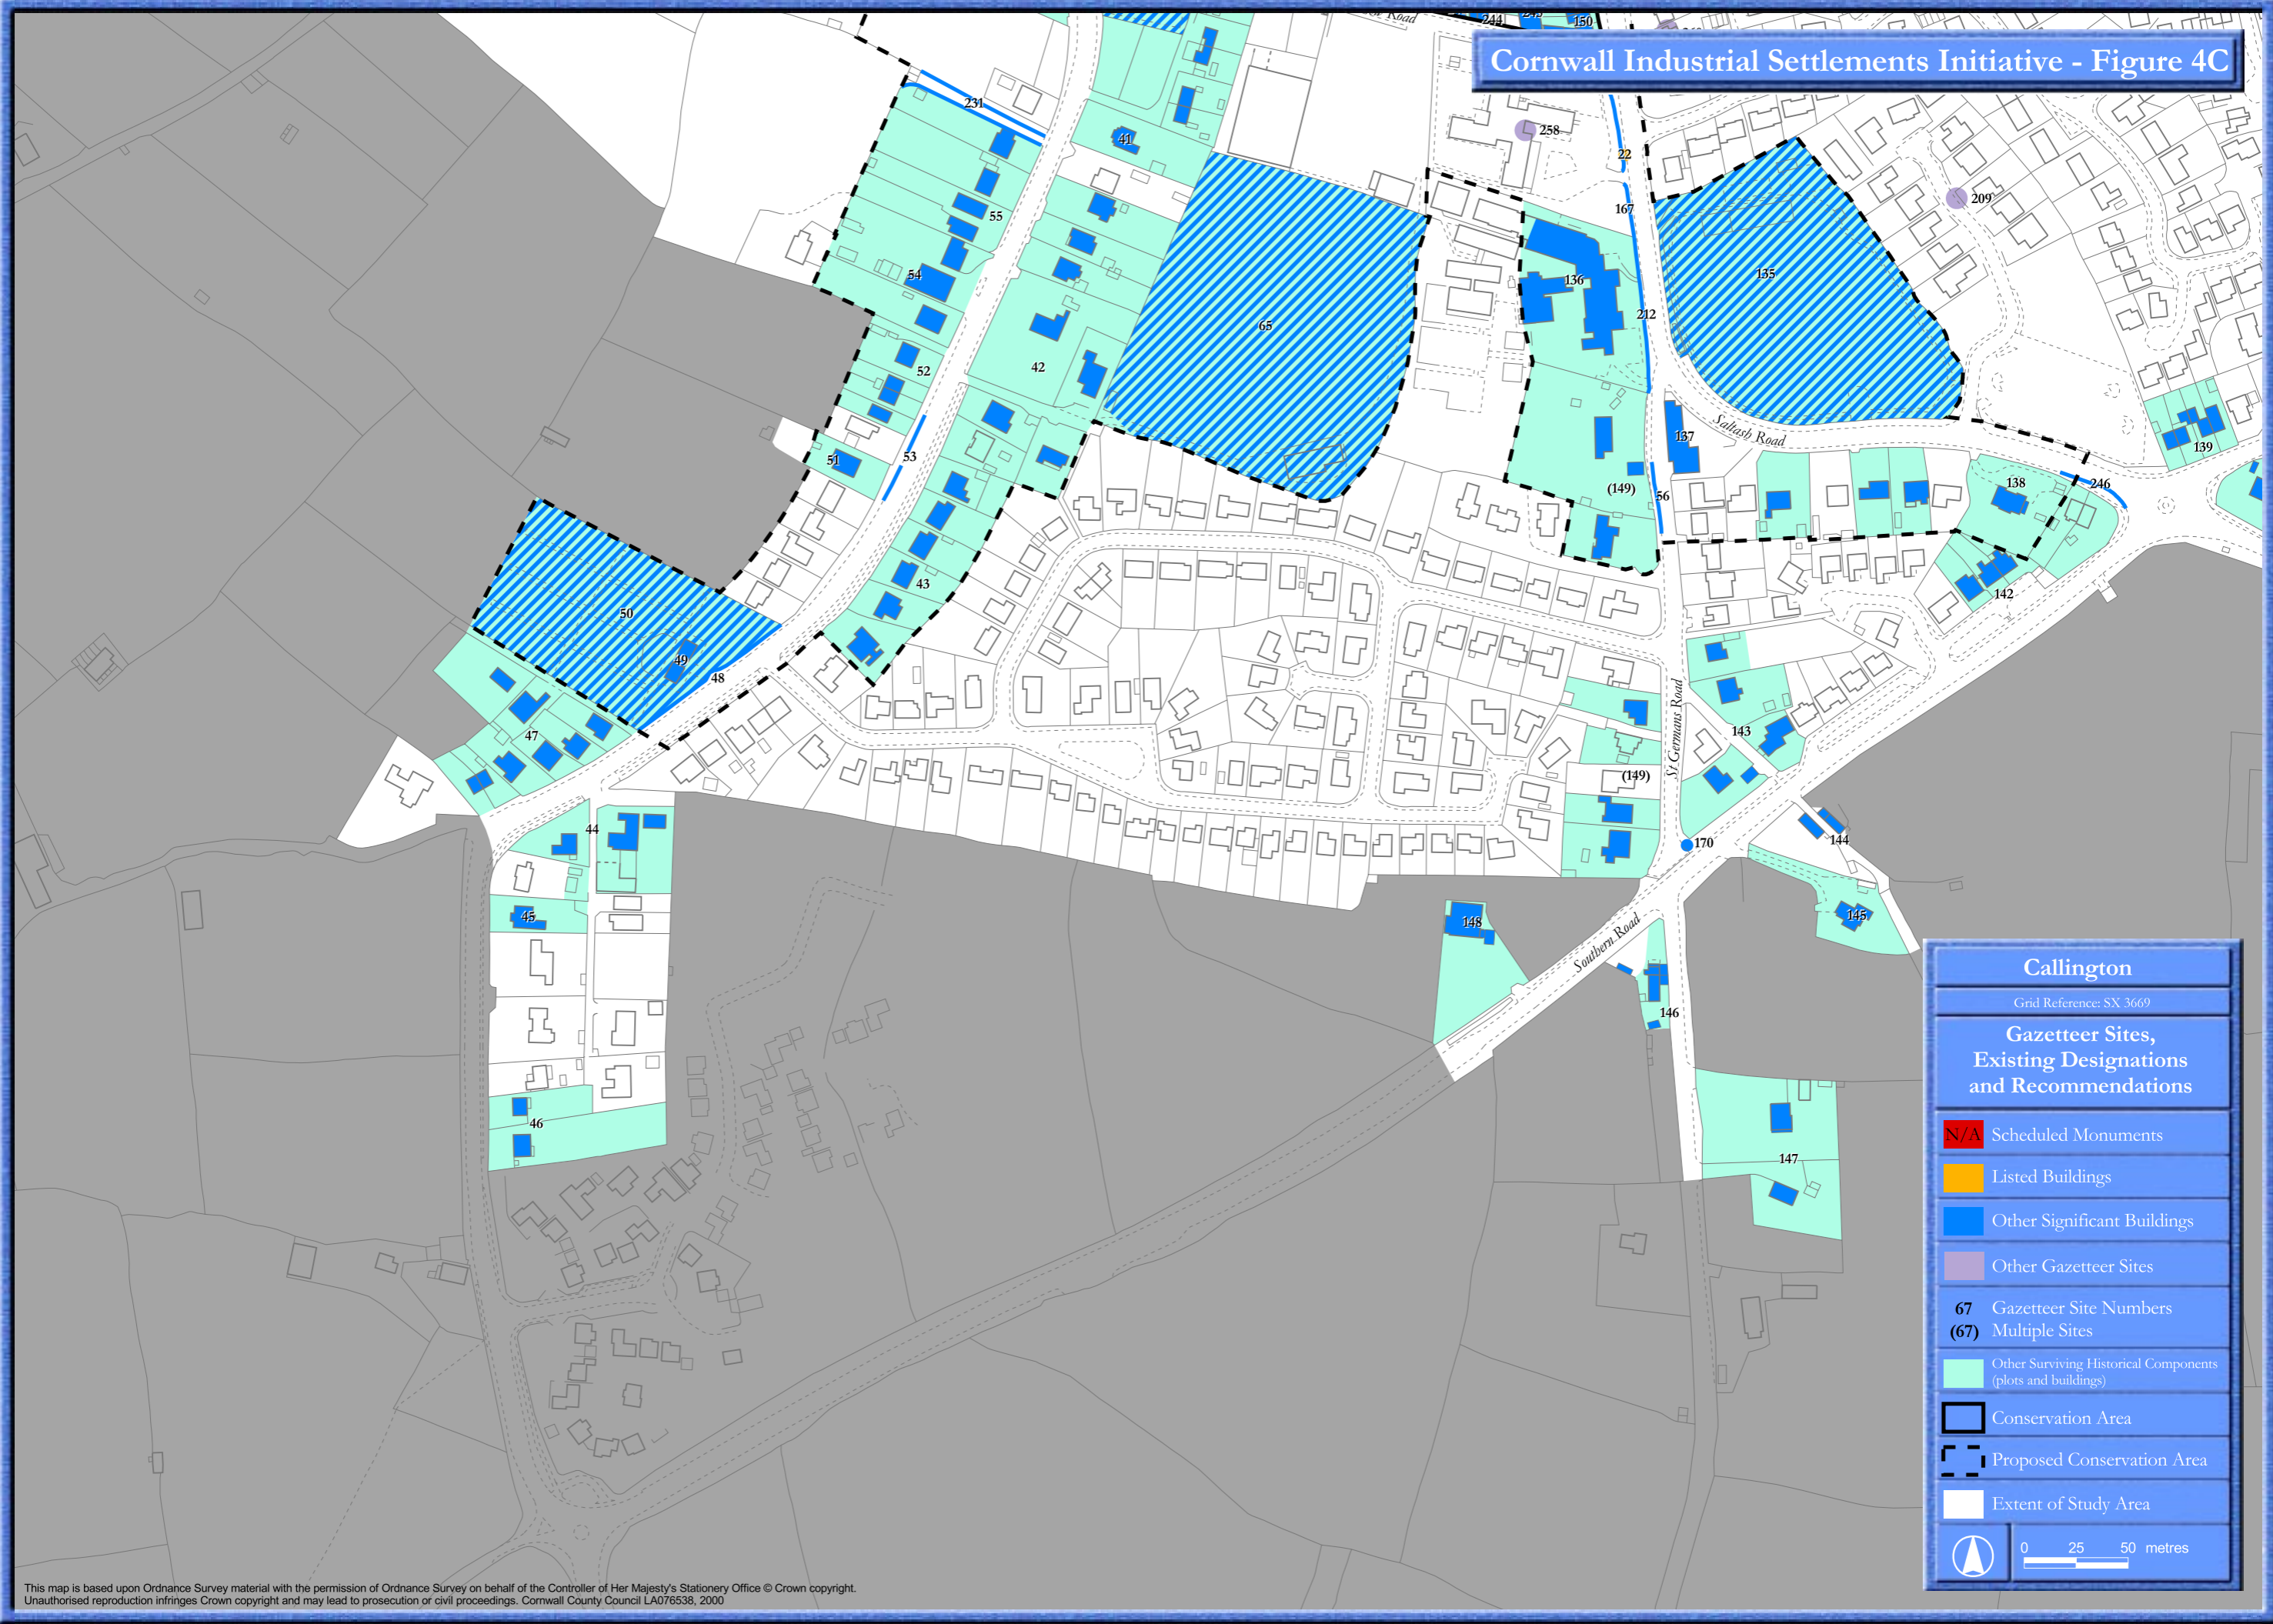 244
150
Road
Cornwall Industrial Settlements Initiative - Figure 4C
231
41
258
22
209
167
55
54
136
135
212
65
52
42
53
51
137
Saltash Road
139
(149)
56
138
246
43
142
50
49
48
47
St Germans Road
143
(149)
44
170
144
45
148
145
Southern Road
146
46
147
Callington
Grid Reference: SX 3669
Gazetteer Sites,
Existing Designations
and Recommendations
N/A Scheduled Monuments
Listed Buildings
Other Significant Buildings
Other Gazetteer Sites
67 Gazetteer Site Numbers
(67) Multiple Sites
Other Surviving Historical Components
(plots and buildings)
Conservation Area
Proposed Conservation Area
Extent of Study Area
0 25 50 metres
This map is based upon Ordnance Survey material with the permission of Ordnance Survey on behalf of the Controller of Her Majesty's Stationery Office © Crown copyright.
Unauthorised reproduction infringes Crown copyright and may lead to prosecution or civil proceedings. Cornwall County Council LA076538, 2000